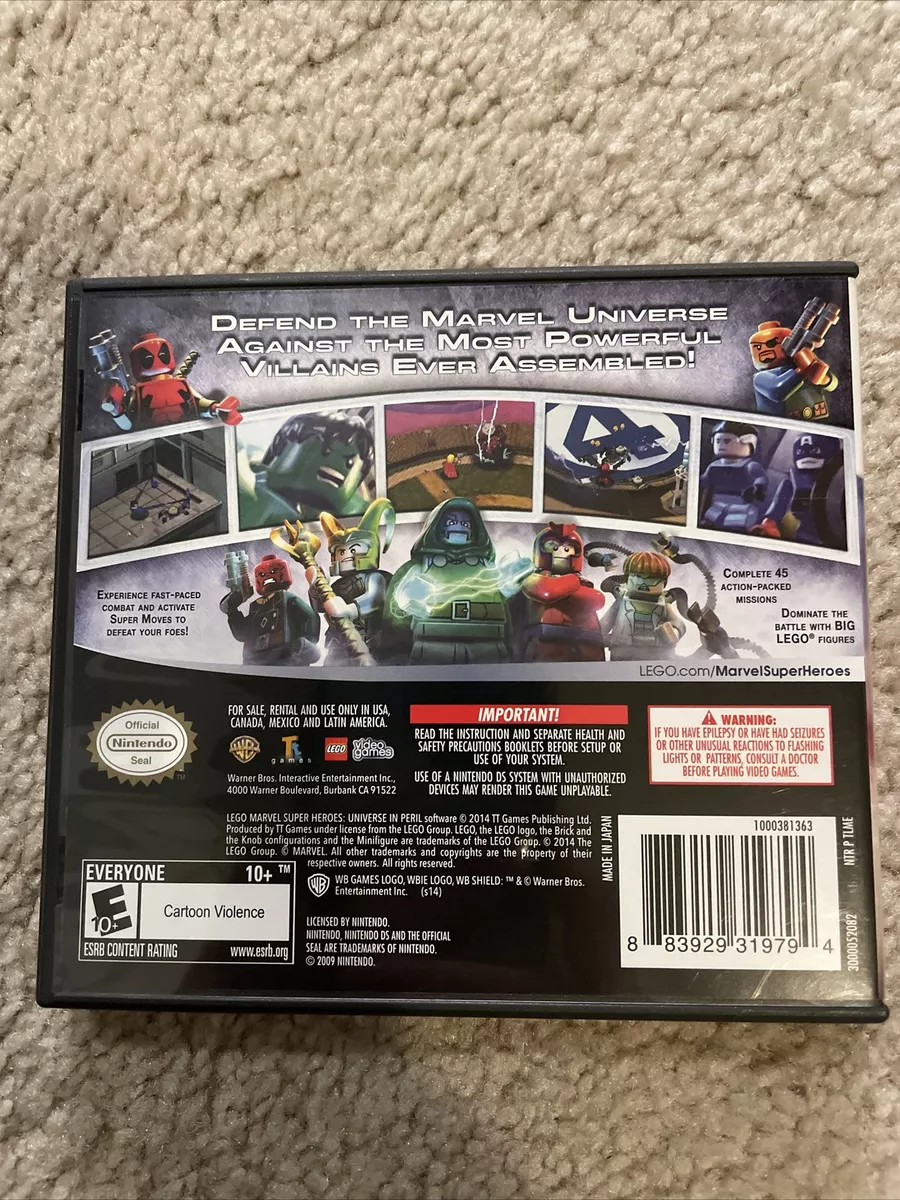 DEFEND THE MARVEL UNIVERSE
AGAINST THE MOST POWERFUL
VILLAINS EVER ASSEMBLED!
4
A
EXPERIENCE FAST-PACED
COMBAT AND ACTIVATE
SUPER MOVES TO
DEFEAT YOUR FOES!
COMPLETE 45
ACTION-PACKED
MISSIONS
DOMINATE THE
BATTLE WITH BIG
LEGO® FIGURES
LEGO.com/MarvelSuperHeroes
Official
Nintendo
Seal
TM
FOR SALE, RENTAL AND USE ONLY IN USA,
CANADA, MEXICO AND LATIN AMERICA.
WB GAMES
TT games
LEGO
video games
Warner Bros. Interactive Entertainment Inc.,
4000 Warner Boulevard, Burbank CA 91522
IMPORTANT!
READ THE INSTRUCTION AND SEPARATE HEALTH AND
SAFETY PRECAUTIONS BOOKLETS BEFORE SETUP OR
USE OF YOUR SYSTEM.
USE OF A NINTENDO DS SYSTEM WITH UNAUTHORIZED
DEVICES MAY RENDER THIS GAME UNPLAYABLE.
WARNING:
IF YOU HAVE EPILEPSY OR HAVE HAD SEIZURES
OR OTHER UNUSUAL REACTIONS TO FLASHING
LIGHTS OR PATTERNS, CONSULT A DOCTOR
BEFORE PLAYING VIDEO GAMES.
LEGO MARVEL SUPER HEROES: UNIVERSE IN PERIL software © 2014 TT Games Publishing Ltd.
Produced by TT Games under license from the LEGO Group. LEGO, the LEGO logo, the Brick and
the Knob configurations and the Minifigure are trademarks of the LEGO Group. © 2014 The
LEGO Group. © MARVEL. All other trademarks and copyrights are the property of their
respective owners. All rights reserved.
WB
WB GAMES LOGO, WBIE LOGO, WB SHIELD: ™ & © Warner Bros.
Entertainment Inc. (s14)
LICENSED BY NINTENDO.
NINTENDO, NINTENDO DS AND THE OFFICIAL
SEAL ARE TRADEMARKS OF NINTENDO.
© 2009 NINTENDO.
EVERYONE 10+ ™
E
10+
Cartoon Violence
ESRB CONTENT RATING www.esrb.org
MADE IN JAPAN
1000381363
8 83929 31979 4
NTR P TLME
3000052082